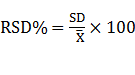 RSD% = SD/x̄ × 100